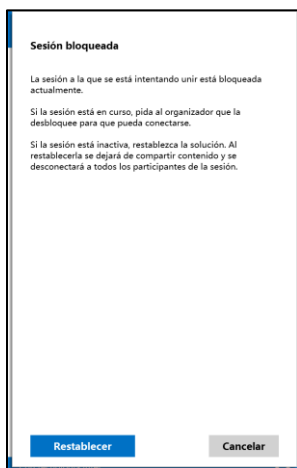 Sesión bloqueada
La sesión a la que se está intentando unir está bloqueada
actualmente.
Si la sesión está en curso, pida al organizador que la
desbloquee para que pueda conectarse.
Si la sesión está inactiva, restablezca la solución. Al
restablecerla se dejará de compartir contenido y se
desconectará a todos los participantes de la sesión.
Restablecer
Cancelar